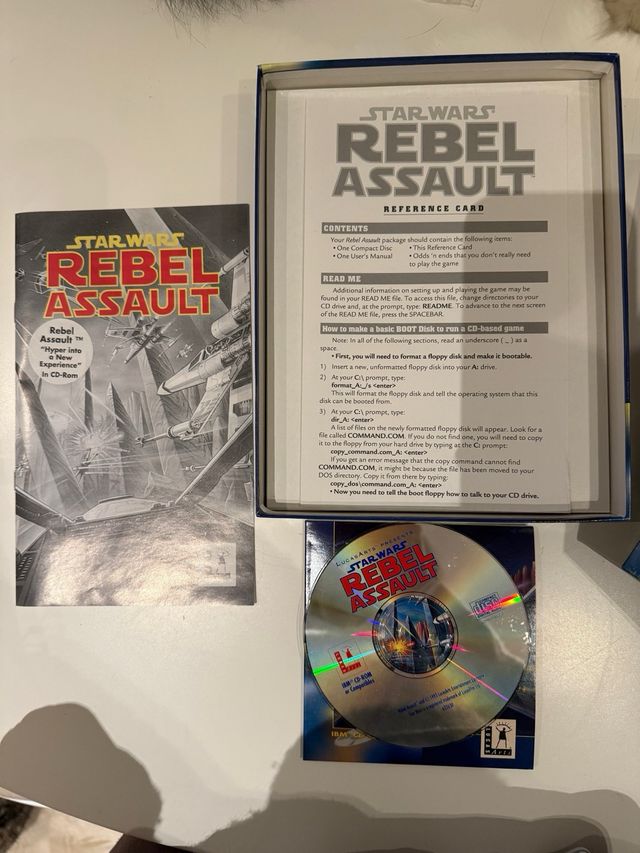 STAR WARS
REBEL
ASSAULT
Rebel
Assault™
"Hyper into
a New
Experience"
In CD-Rom
STAR WARS
REBEL
ASSAULT
REFERENCE CARD
CONTENTS
Your Rebel Assault package should contain the following items:
• One Compact Disc • This Reference Card
• One User's Manual • Odds 'n ends that you don't really need
to play the game
READ ME
Additional information on setting up and playing the game may be
found in your READ ME file. To access this file, change directories to your
CD drive and, at the prompt, type: README. To advance to the next screen
of the READ ME file, press the SPACEBAR.
How to make a basic BOOT Disk to run a CD-based game
Note: In all of the following sections, read an underscore ( _ ) as a
space.
• First, you will need to format a floppy disk and make it bootable.
1) Insert a new, unformatted floppy disk into your A: drive.
2) At your C:\ prompt, type:
format_A:_/s <enter>
This will format the floppy disk and tell the operating system that this
disk can be booted from.
3) At your C:\ prompt, type:
dir_A: <enter>
A list of files on the newly formatted floppy disk will appear. Look for a
file called COMMAND.COM. If you do not find one, you will need to copy
it to the floppy from your hard drive by typing at the C: prompt:
copy_command.com_A: <enter>
If you get an error message that the copy command cannot find
COMMAND.COM, it might be because the file has been moved to your
DOS directory. Copy it from there by typing:
copy_dos\command.com_A: <enter>
• Now you need to tell the boot floppy how to talk to your CD drive.
LUCASARTS PRESENTS
STAR WARS
REBEL
ASSAULT
IBM® CD-ROM
or Compatibles
IBM CD
LUCAS
Arts